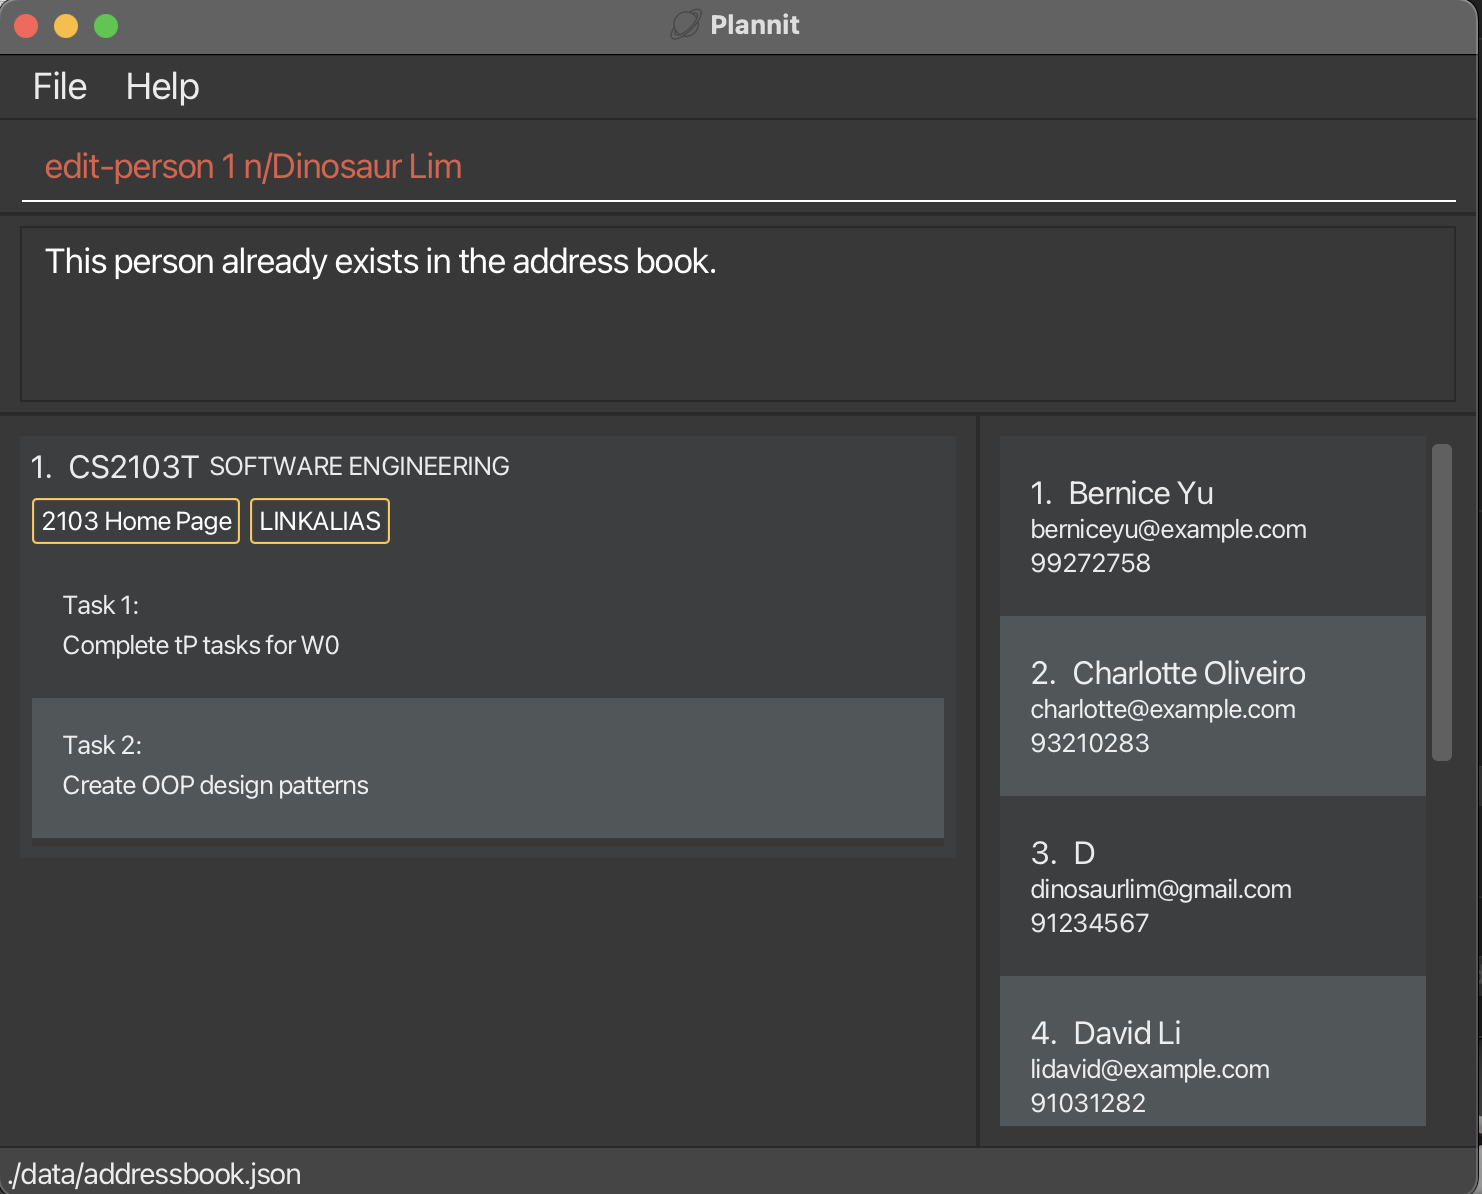 Plannit
File Help
edit-person 1 n/Dinosaur Lim
This person already exists in the address book.
1. CS2103T SOFTWARE ENGINEERING
2103 Home Page LINKALIAS
Task 1:
Complete tP tasks for W0
Task 2:
Create OOP design patterns
1. Bernice Yu
berniceyu@example.com
99272758
2. Charlotte Oliveiro
charlotte@example.com
93210283
3. D
dinosaurlim@gmail.com
91234567
4. David Li
lidavid@example.com
91031282
./data/addressbook.json